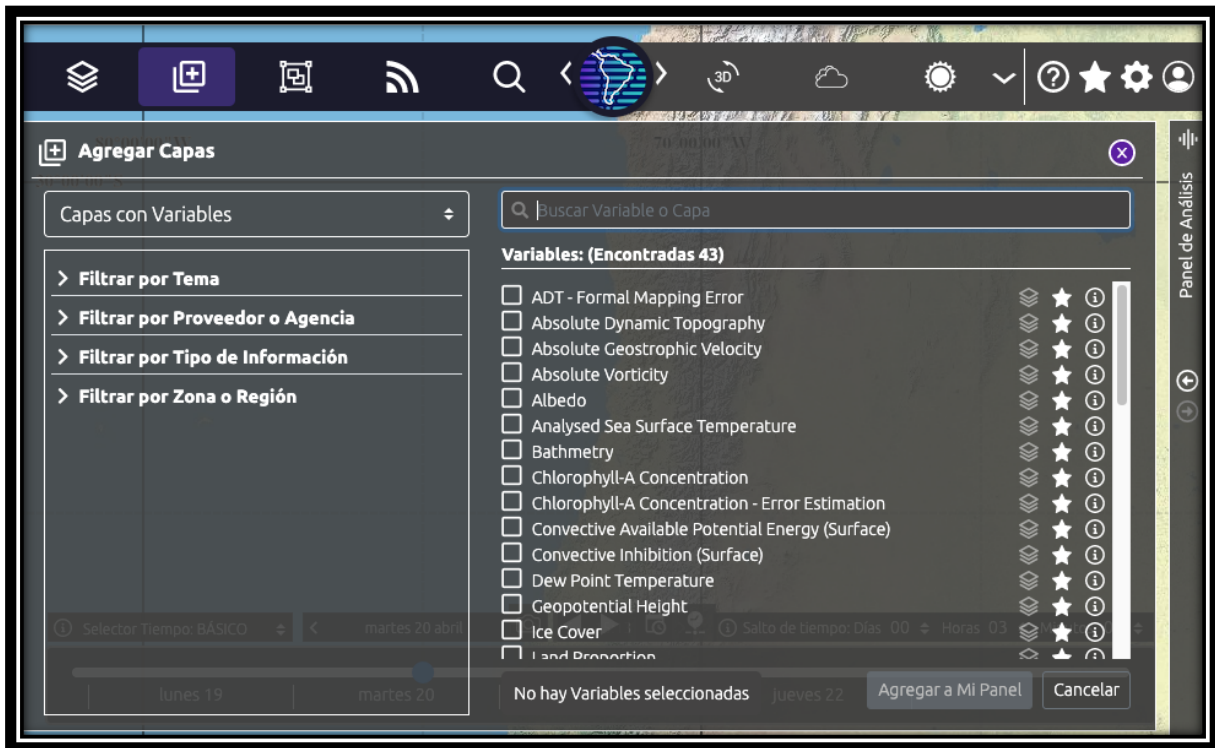 3D
70°00'00" W
Agregar Capas
Capas con Variables
Buscar Variable o Capa
Variables: (Encontradas 43)
Filtrar por Tema
Filtrar por Proveedor o Agencia
Filtrar por Tipo de Información
Filtrar por Zona o Región
ADT - Formal Mapping Error
Absolute Dynamic Topography
Absolute Geostrophic Velocity
Absolute Vorticity
Albedo
Analysed Sea Surface Temperature
Bathmetry
Chlorophyll-A Concentration
Chlorophyll-A Concentration - Error Estimation
Convective Available Potential Energy (Surface)
Convective Inhibition (Surface)
Dew Point Temperature
Geopotential Height
Ice Cover
Land Proportion
Panel de Análisis
Selector Tiempo: BÁSICO
martes 20 abril
Salto de tiempo: Días 00 Horas 03
lunes 19
martes 20
jueves 22
No hay Variables seleccionadas
Agregar a Mi Panel
Cancelar